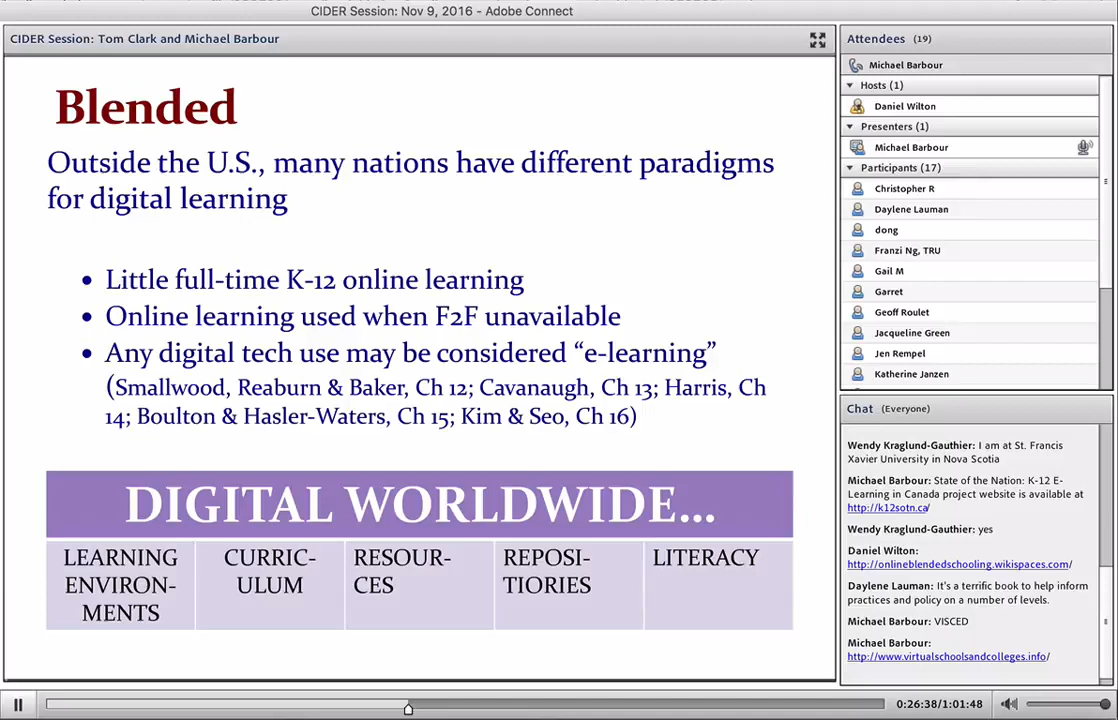 CIDER Session: Nov 9, 2016 - Adobe Connect
CIDER Session: Tom Clark and Michael Barbour
Blended
Outside the U.S., many nations have different paradigms
for digital learning
• Little full-time K-12 online learning
• Online learning used when F2F unavailable
• Any digital tech use may be considered “e-learning”
(Smallwood, Reaburn & Baker, Ch 12; Cavanaugh, Ch 13; Harris, Ch
14; Boulton & Hasler-Waters, Ch 15; Kim & Seo, Ch 16)
DIGITAL WORLDWIDE...
LEARNING
ENVIRON-
MENTS
CURRIC-
ULUM
RESOUR-
CES
REPOSI-
TIORIES
LITERACY
Attendees (19)
Michael Barbour
Hosts (1)
Daniel Wilton
Presenters (1)
Michael Barbour
Participants (17)
Christopher R
Daylene Lauman
dong
Franzi Ng, TRU
Gail M
Garret
Geoff Roulet
Jacqueline Green
Jen Rempel
Katherine Janzen
Chat (Everyone)
Wendy Kraglund-Gauthier: I am at St. Francis
Xavier University in Nova Scotia
Michael Barbour: State of the Nation: K-12 E-
Learning in Canada project website is available at
http://k12sotn.ca/
Wendy Kraglund-Gauthier: yes
Daniel Wilton:
http://onlineblendedschooling.wikispaces.com/
Daylene Lauman: It's a terrific book to help inform
practices and policy on a number of levels.
Michael Barbour: VISCED
Michael Barbour:
http://www.virtualschoolsandcolleges.info/
0:26:38/1:01:48